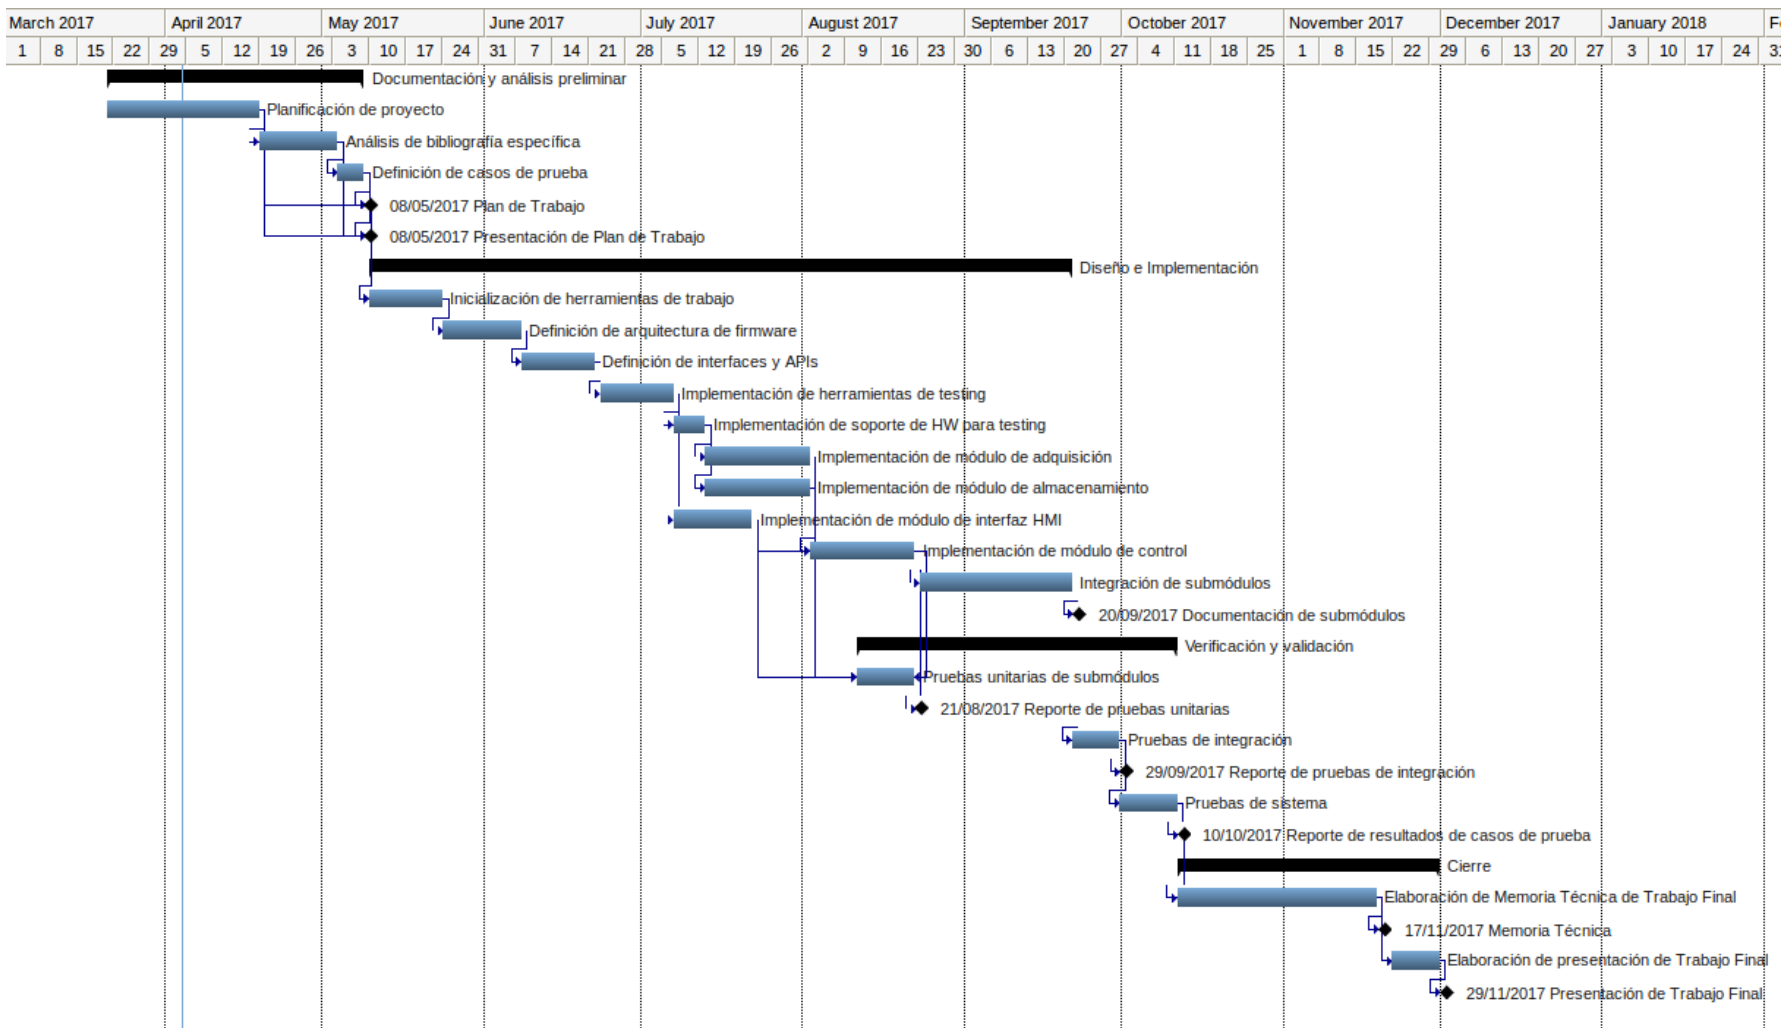 March 2017 April 2017 May 2017 June 2017 July 2017 August 2017 September 2017 October 2017 November 2017 December 2017 January 2018 Fe
1 8 15 22 29 5 12 19 26 3 10 17 24 31 7 14 21 28 5 12 19 26 2 9 16 23 30 6 13 20 27 4 11 18 25 1 8 15 22 29 6 13 20 27 3 10 17 24 31
Documentación y análisis preliminar
Planificación de proyecto
Análisis de bibliografía específica
Definición de casos de prueba
08/05/2017 Plan de Trabajo
08/05/2017 Presentación de Plan de Trabajo
Diseño e Implementación
Inicialización de herramientas de trabajo
Definición de arquitectura de firmware
Definición de interfaces y APIs
Implementación de herramientas de testing
Implementación de soporte de HW para testing
Implementación de módulo de adquisición
Implementación de módulo de almacenamiento
Implementación de módulo de interfaz HMI
Implementación de módulo de control
Integración de submódulos
20/09/2017 Documentación de submódulos
Verificación y validación
Pruebas unitarias de submódulos
21/08/2017 Reporte de pruebas unitarias
Pruebas de integración
29/09/2017 Reporte de pruebas de integración
Pruebas de sistema
10/10/2017 Reporte de resultados de casos de prueba
Cierre
Elaboración de Memoria Técnica de Trabajo Final
17/11/2017 Memoria Técnica
Elaboración de presentación de Trabajo Final
29/11/2017 Presentación de Trabajo Final